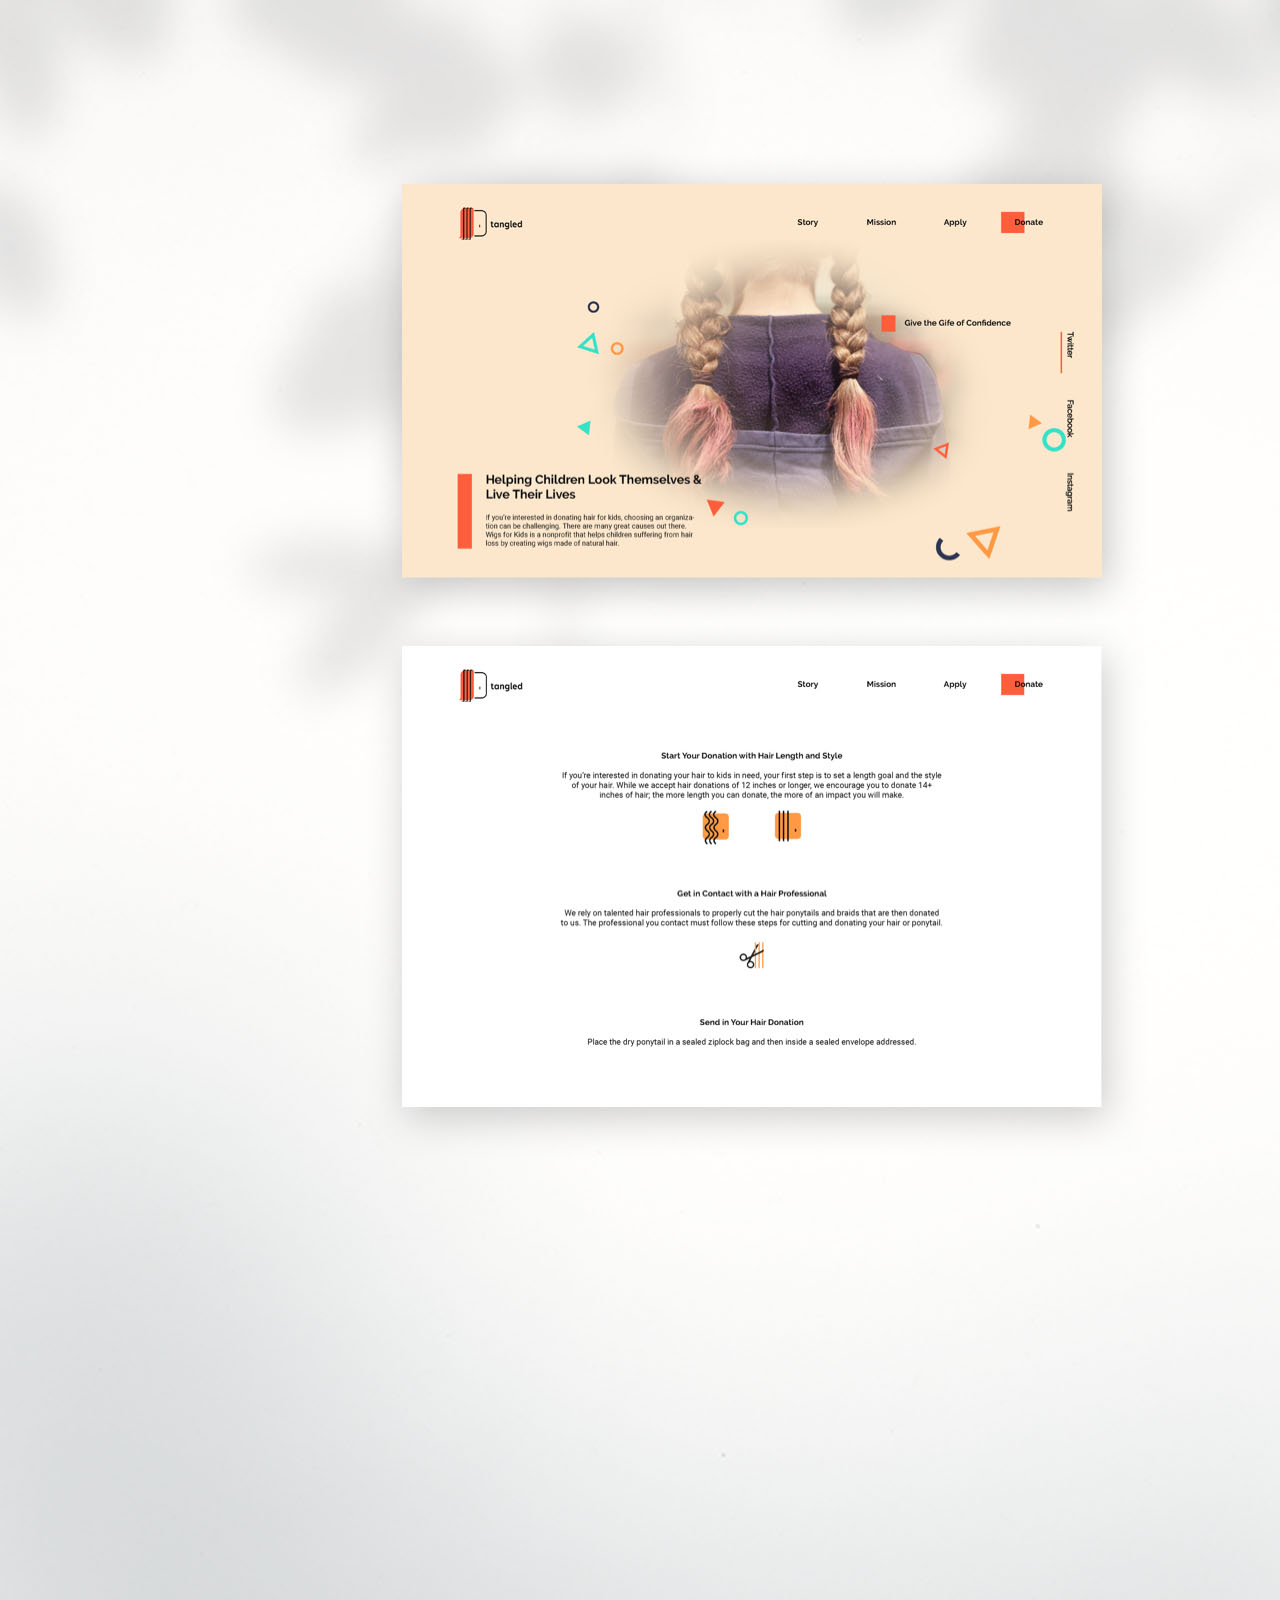 tangled
Story Mission Apply Donate
Give the Gife of Confidence
Twitter
Facebook
Instagram
Helping Children Look Themselves &
Live Their Lives
If you're interested in donating hair for kids, choosing an organiza-
tion can be challenging. There are many great causes out there.
Wigs for Kids is a nonprofit that helps children suffering from hair
loss by creating wigs made of natural hair.
tangled
Story Mission Apply Donate
Start Your Donation with Hair Length and Style
If you're interested in donating your hair to kids in need, your first step is to set a length goal and the style
of your hair. While we accept hair donations of 12 inches or longer, we encourage you to donate 14+
inches of hair; the more length you can donate, the more of an impact you will make.
Get in Contact with a Hair Professional
We rely on talented hair professionals to properly cut the hair ponytails and braids that are then donated
to us. The professional you contact must follow these steps for cutting and donating your hair or ponytail.
Send in Your Hair Donation
Place the dry ponytail in a sealed ziplock bag and then inside a sealed envelope addressed.